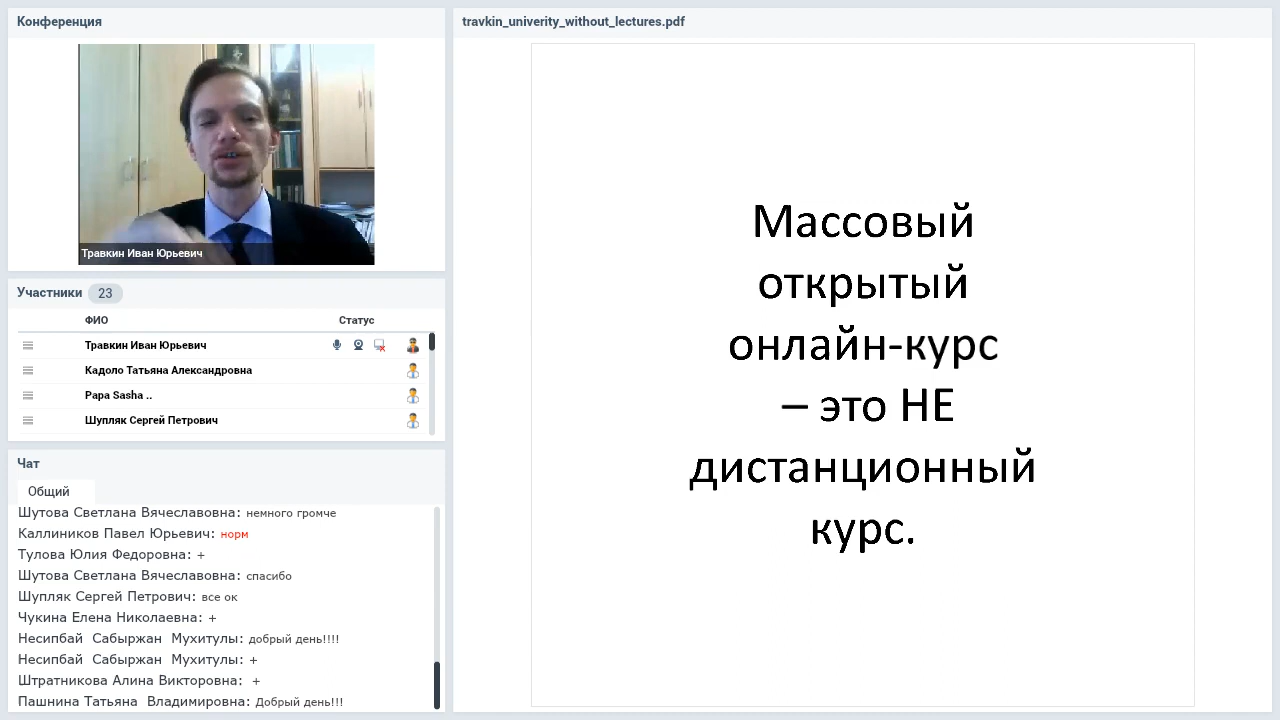 Конференция
Травкин Иван Юрьевич
Участники 23
ФИО Статус
Травкин Иван Юрьевич
Кадоло Татьяна Александровна
Papa Sasha ..
Шупляк Сергей Петрович
Чат
Общий
Шутова Светлана Вячеславовна: немного громче
Каллиников Павел Юрьевич: норм
Тулова Юлия Федоровна: +
Шутова Светлана Вячеславовна: спасибо
Шупляк Сергей Петрович: все ок
Чукина Елена Николаевна: +
Несипбай Сабыржан Мухитулы: добрый день!!!!
Несипбай Сабыржан Мухитулы: +
Штратникова Алина Викторовна: +
Пашнина Татьяна Владимировна: Добрый день!!!
travkin_univerity_without_lectures.pdf
Массовый
открытый
онлайн-курс
– это НЕ
дистанционный
курс.